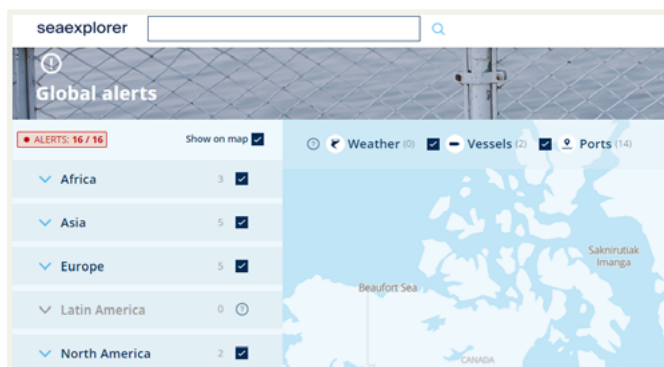 seaexplorer
Global alerts
ALERTS: 16 / 16
Show on map
Weather (0)
Vessels (2)
Ports (14)
Africa 3
Asia 5
Europe 5
Latin America 0
North America 2
Saknirutiak
Imanga
Beaufort Sea
CANADA